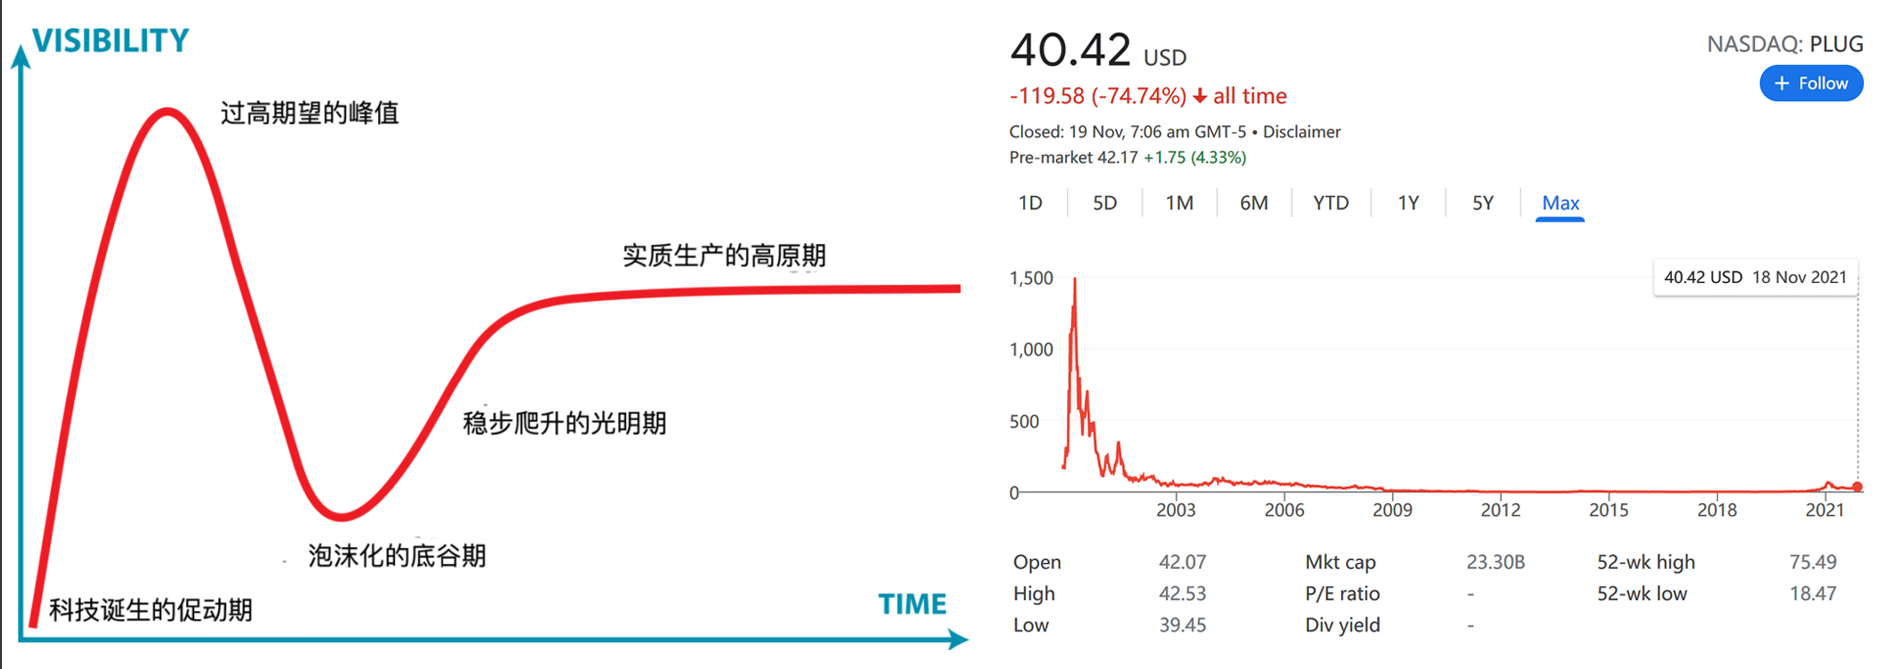 VISIBILITY
过高期望的峰值
实质生产的高原期
稳步爬升的光明期
泡沫化的底谷期
科技诞生的促动期
TIME
40.42 USD
NASDAQ: PLUG
+ Follow
-119.58 (-74.74%) ↓ all time
Closed: 19 Nov, 7:06 am GMT-5 • Disclaimer
Pre-market 42.17 +1.75 (4.33%)
1D 5D 1M 6M YTD 1Y 5Y Max
40.42 USD 18 Nov 2021
1,500
1,000
500
0
2003 2006 2009 2012 2015 2018 2021
Open 42.07 Mkt cap 23.30B 52-wk high 75.49
High 42.53 P/E ratio - 52-wk low 18.47
Low 39.45 Div yield -